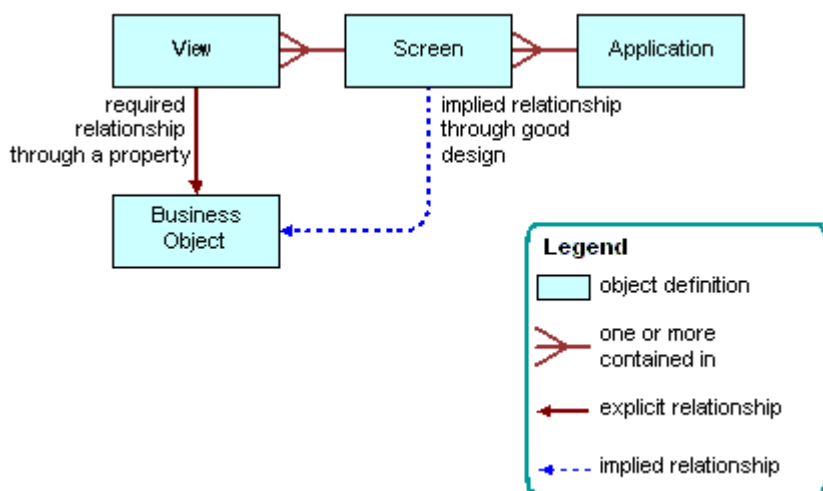 View
Screen
Application
required
relationship
through a property
implied relationship
through good
design
Business
Object
Legend
object definition
one or more
contained in
explicit relationship
implied relationship